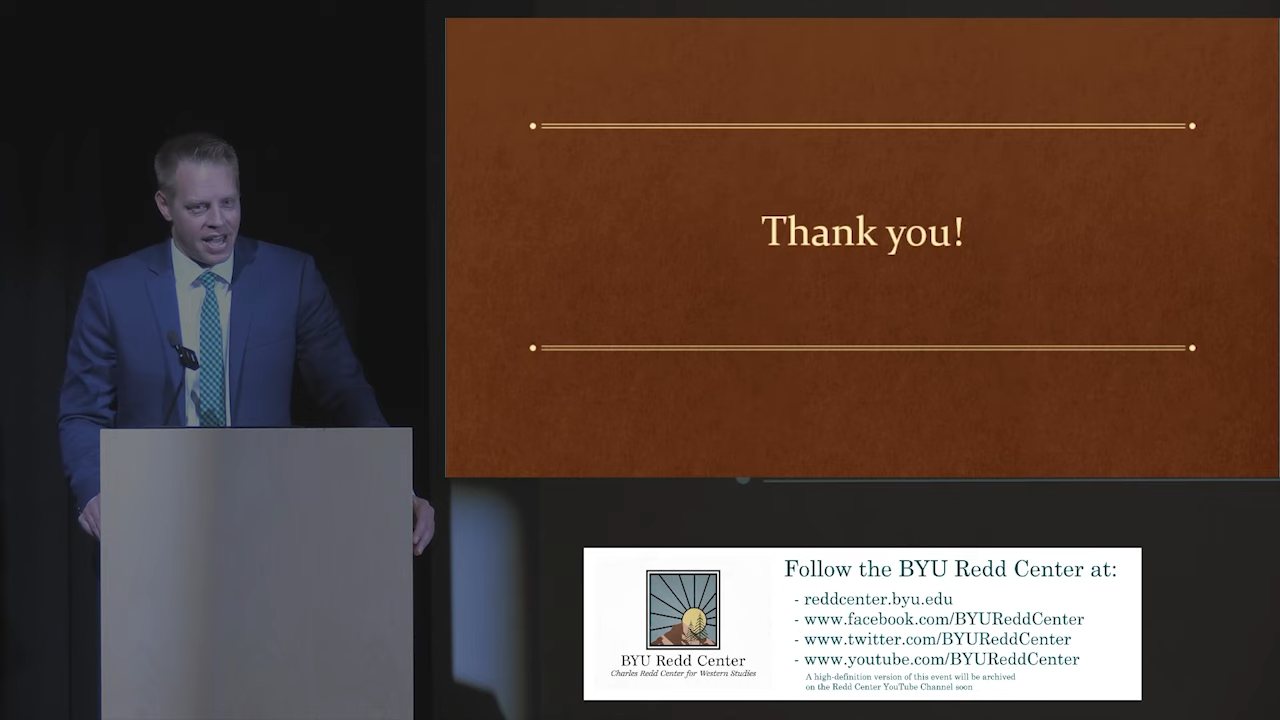 Thank you!
BYU Redd Center
Charles Redd Center for Western Studies
Follow the BYU Redd Center at:
- reddcenter.byu.edu
- www.facebook.com/BYUReddCenter
- www.twitter.com/BYUReddCenter
- www.youtube.com/BYUReddCenter
A high-definition version of this event will be archived
on the Redd Center YouTube Channel soon